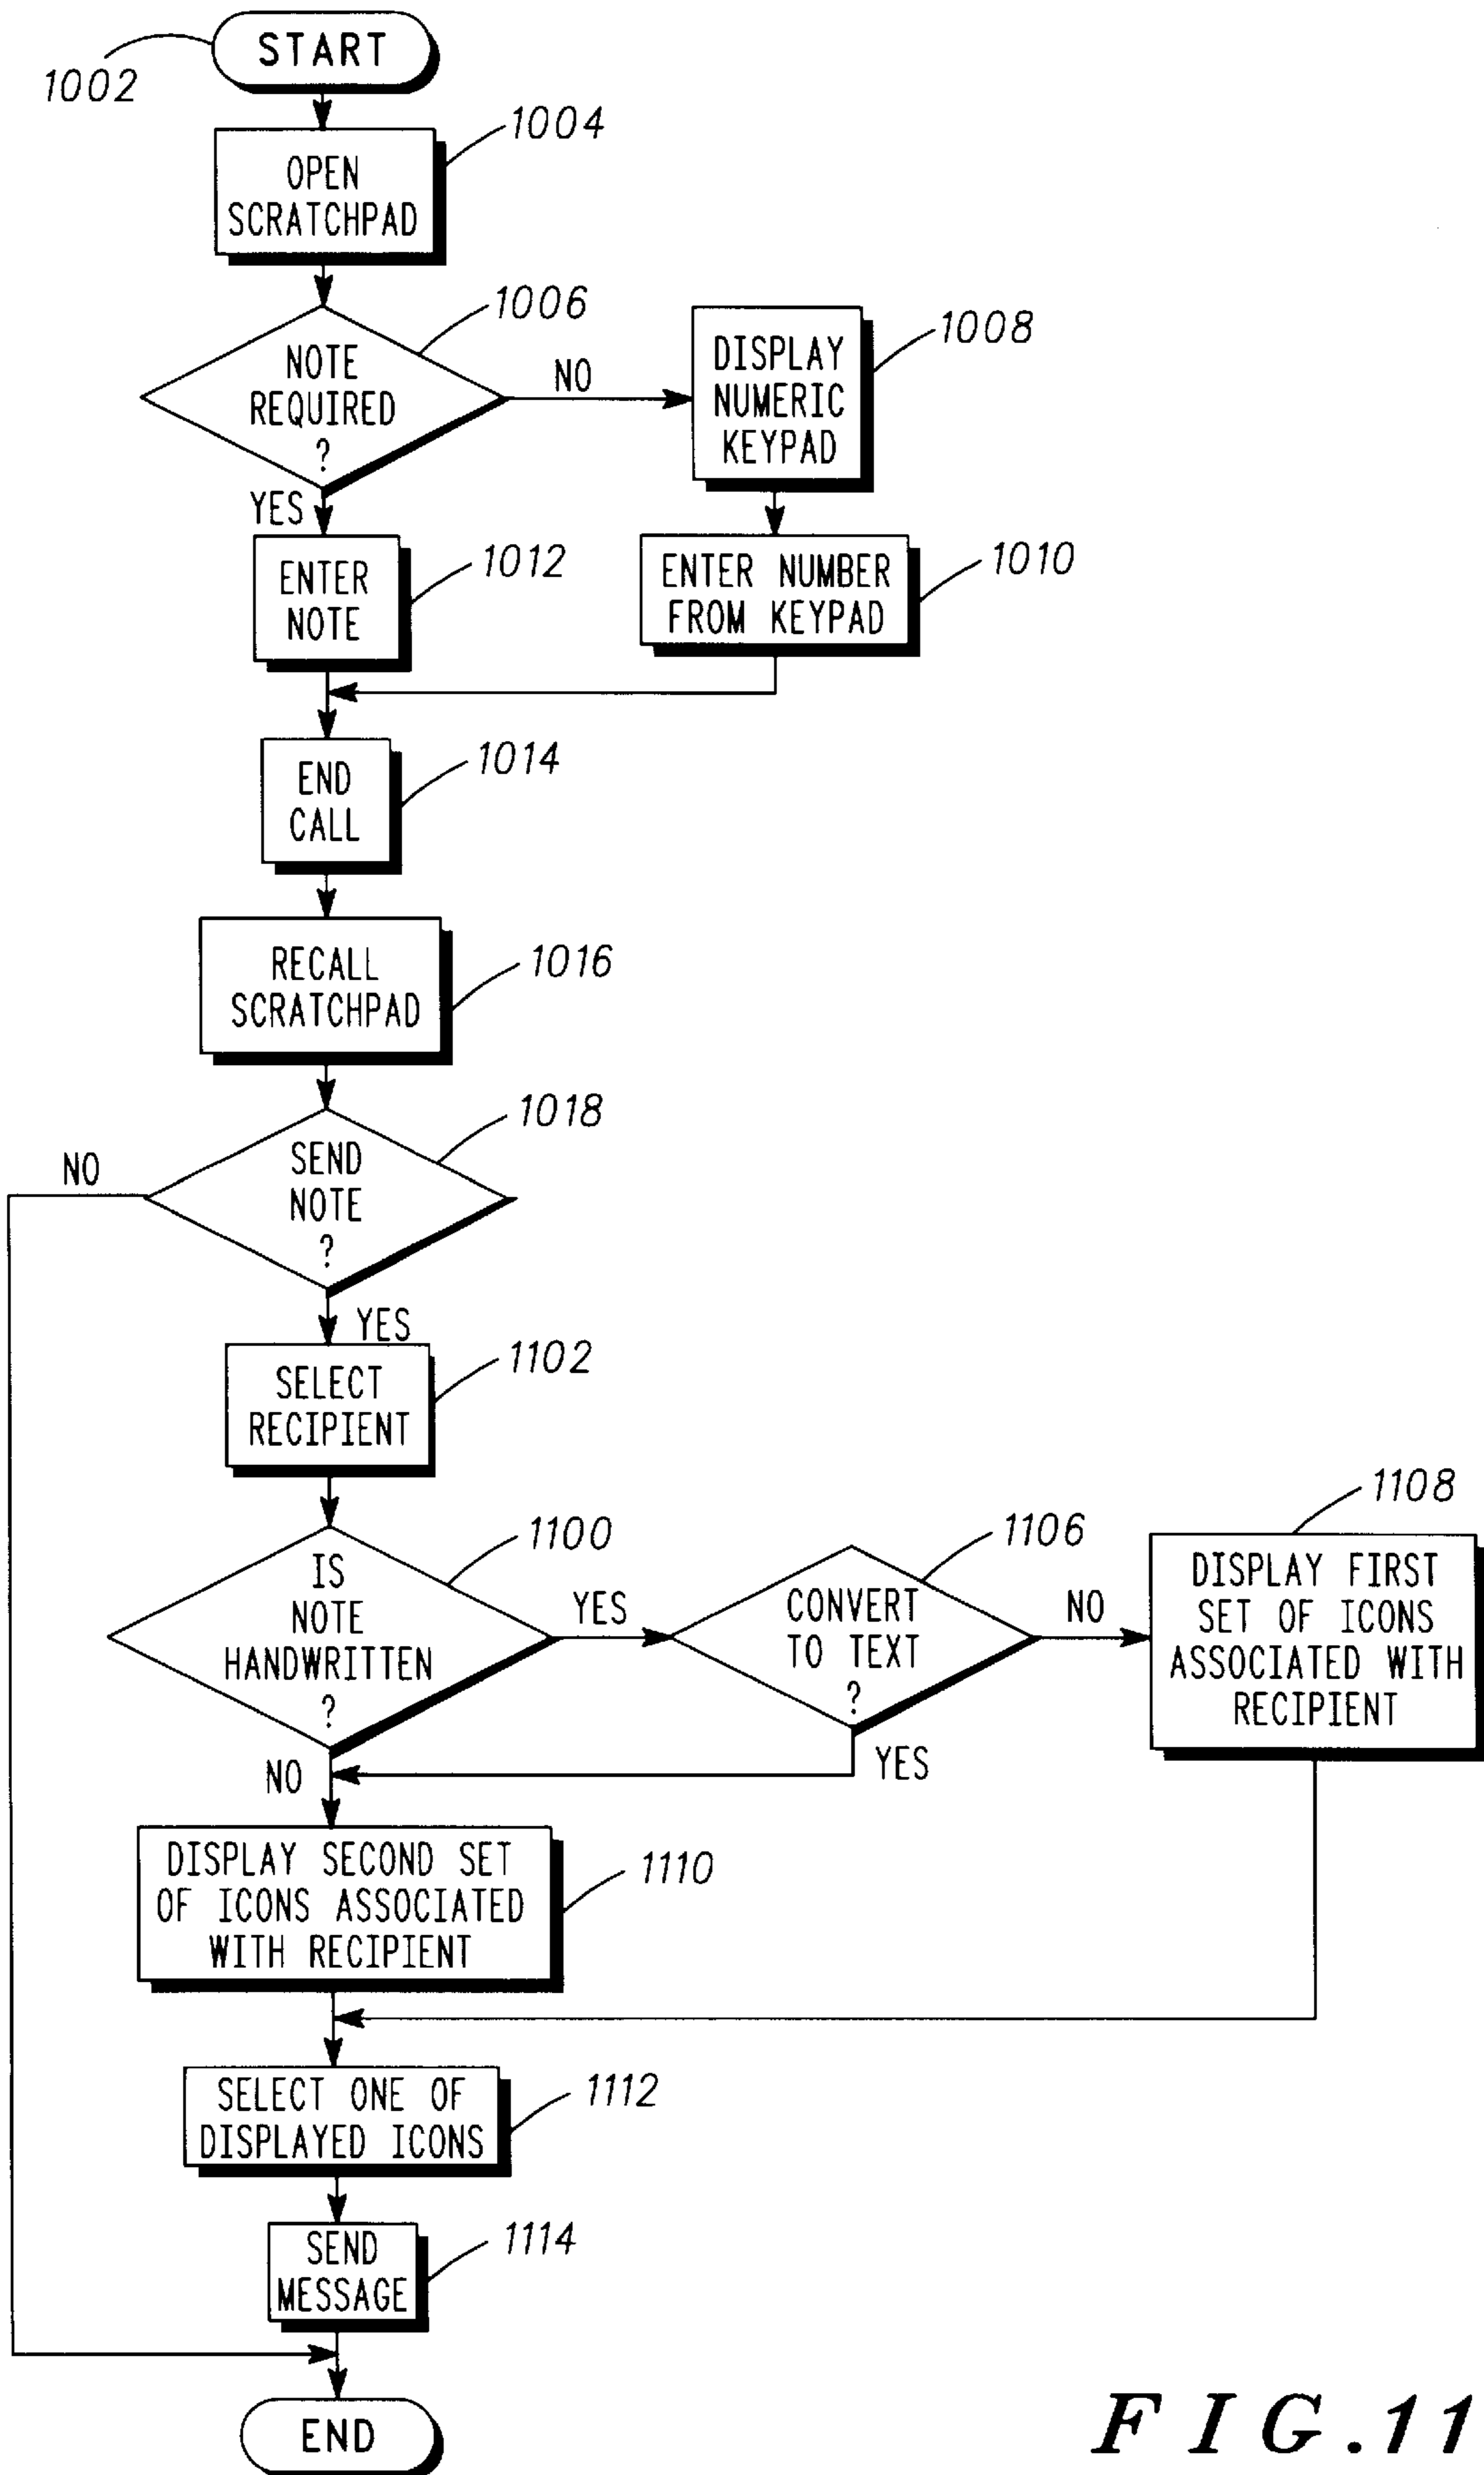 START
1002
1004
OPEN
SCRATCHPAD
1006
NOTE
REQUIRED
?
NO
1008
DISPLAY
NUMERIC
KEYPAD
YES
1012
ENTER
NOTE
1010
ENTER NUMBER
FROM KEYPAD
1014
END
CALL
1016
RECALL
SCRATCHPAD
1018
SEND
NOTE
?
NO
YES
1102
SELECT
RECIPIENT
1100
IS
NOTE
HANDWRITTEN
?
YES
1106
CONVERT
TO TEXT
?
NO
1108
DISPLAY FIRST
SET OF ICONS
ASSOCIATED WITH
RECIPIENT
NO
YES
DISPLAY SECOND SET
OF ICONS ASSOCIATED
WITH RECIPIENT
1110
SELECT ONE OF
DISPLAYED ICONS
1112
SEND
MESSAGE
1114
END
FIG.11